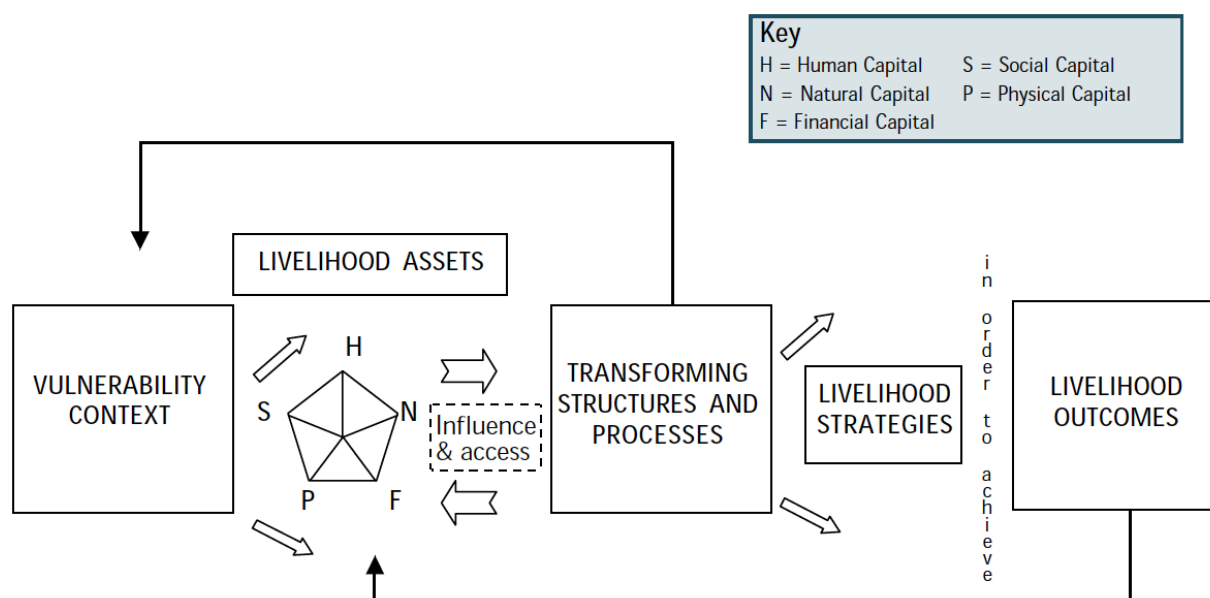 Key
H = Human Capital S = Social Capital
N = Natural Capital P = Physical Capital
F = Financial Capital
LIVELIHOOD ASSETS
VULNERABILITY
CONTEXT
H
S
N
P
F
Influence
& access
TRANSFORMING
STRUCTURES AND
PROCESSES
LIVELIHOOD
STRATEGIES
in order to achieve
LIVELIHOOD
OUTCOMES